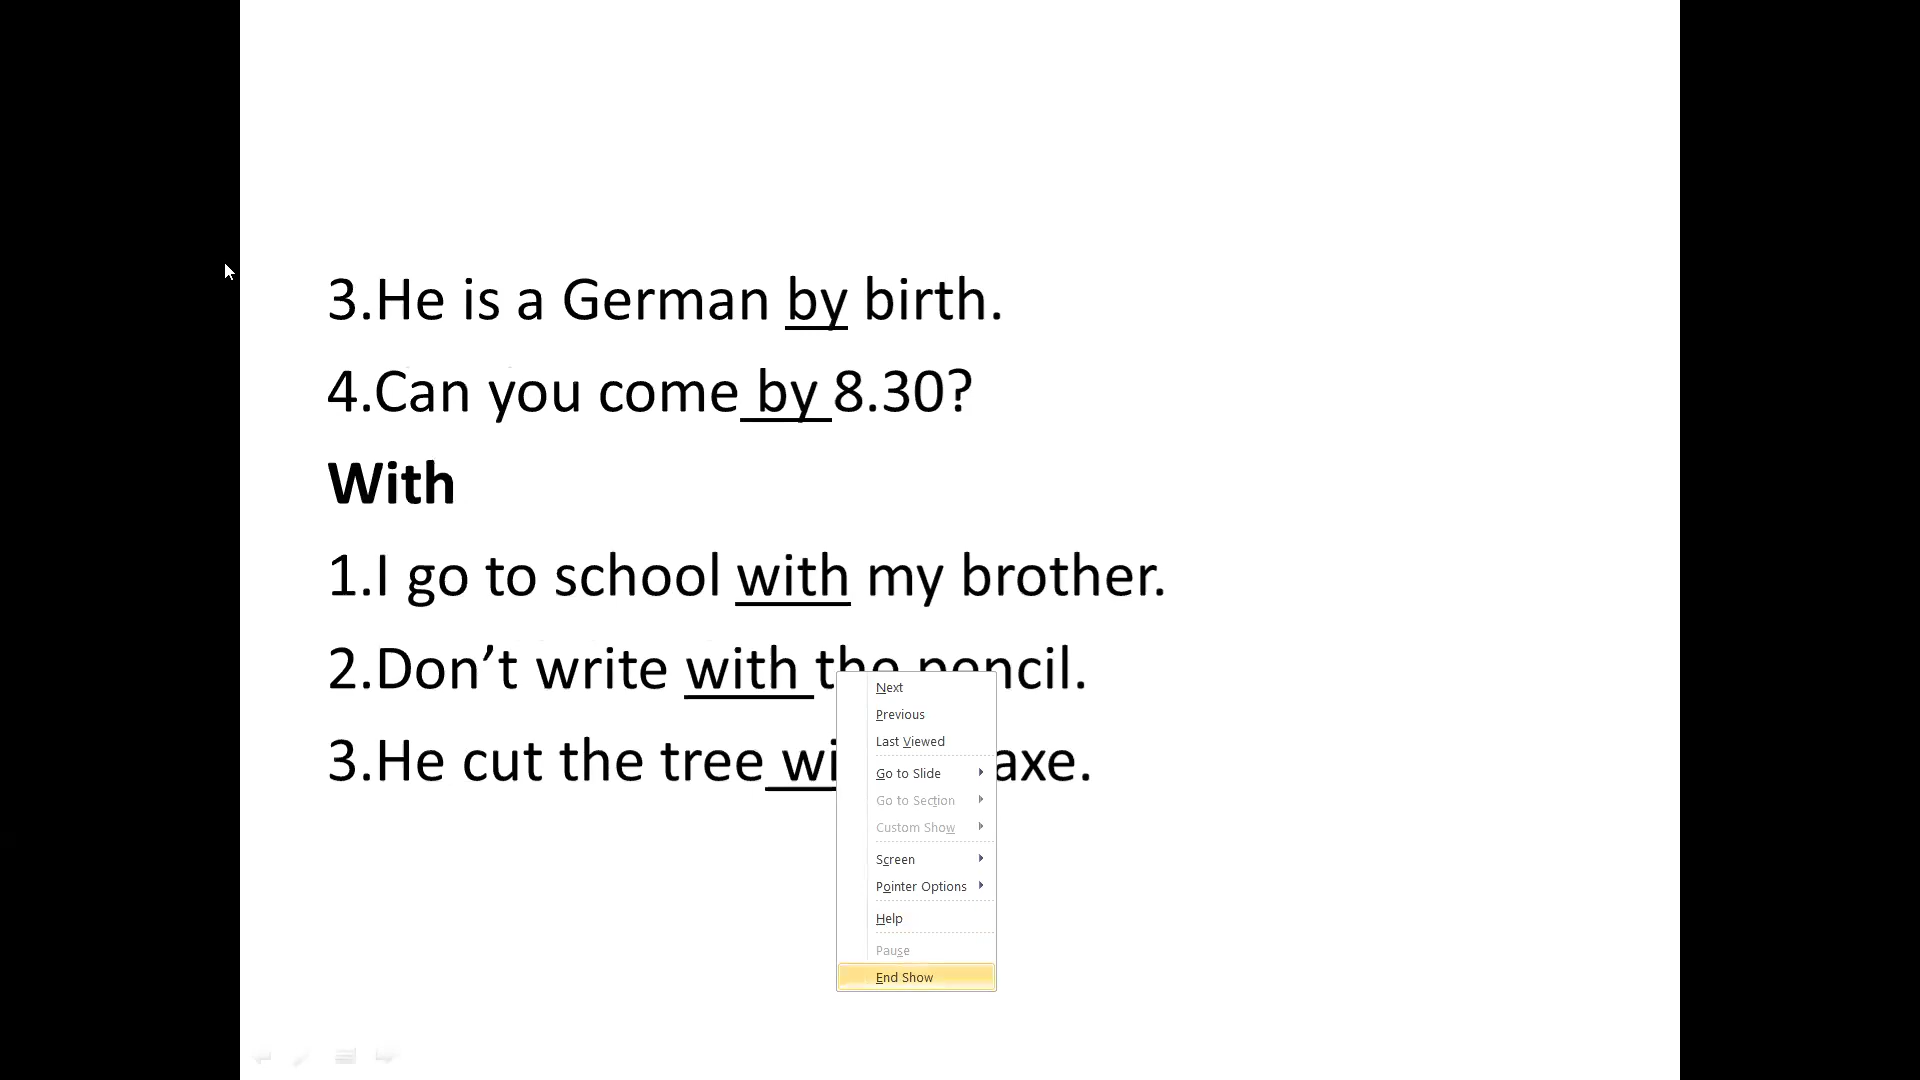 3.He is a German by birth.
4.Can you come by 8.30?
With
1.I go to school with my brother.
2.Don’t write with the pencil.
3.He cut the tree axe.
Next
Previous
Last Viewed
Go to Slide
Go to Section
Custom Show
Screen
Pointer Options
Help
Pause
End Show